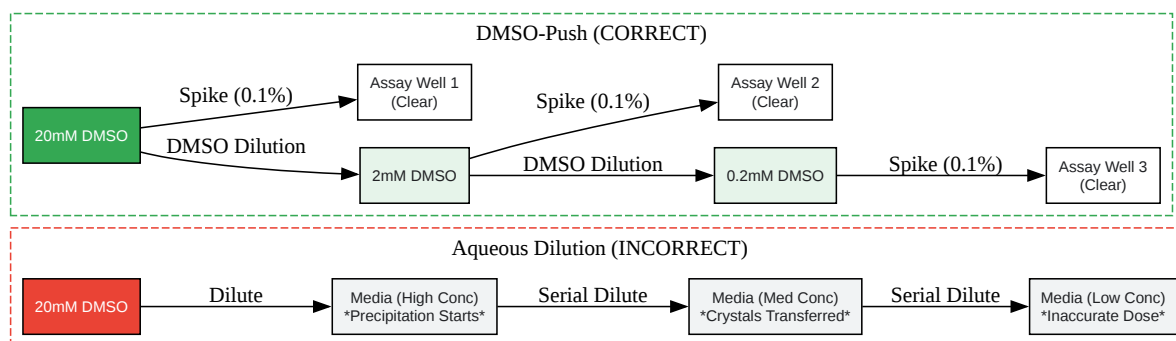 DMSO-Push (CORRECT)
20mM DMSO
Spike (0.1%)
Assay Well 1
(Clear)
DMSO Dilution
2mM DMSO
Spike (0.1%)
Assay Well 2
(Clear)
DMSO Dilution
0.2mM DMSO
Spike (0.1%)
Assay Well 3
(Clear)
Aqueous Dilution (INCORRECT)
20mM DMSO
Dilute
Media (High Conc)
*Precipitation Starts*
Serial Dilute
Media (Med Conc)
*Crystals Transferred*
Serial Dilute
Media (Low Conc)
*Inaccurate Dose*